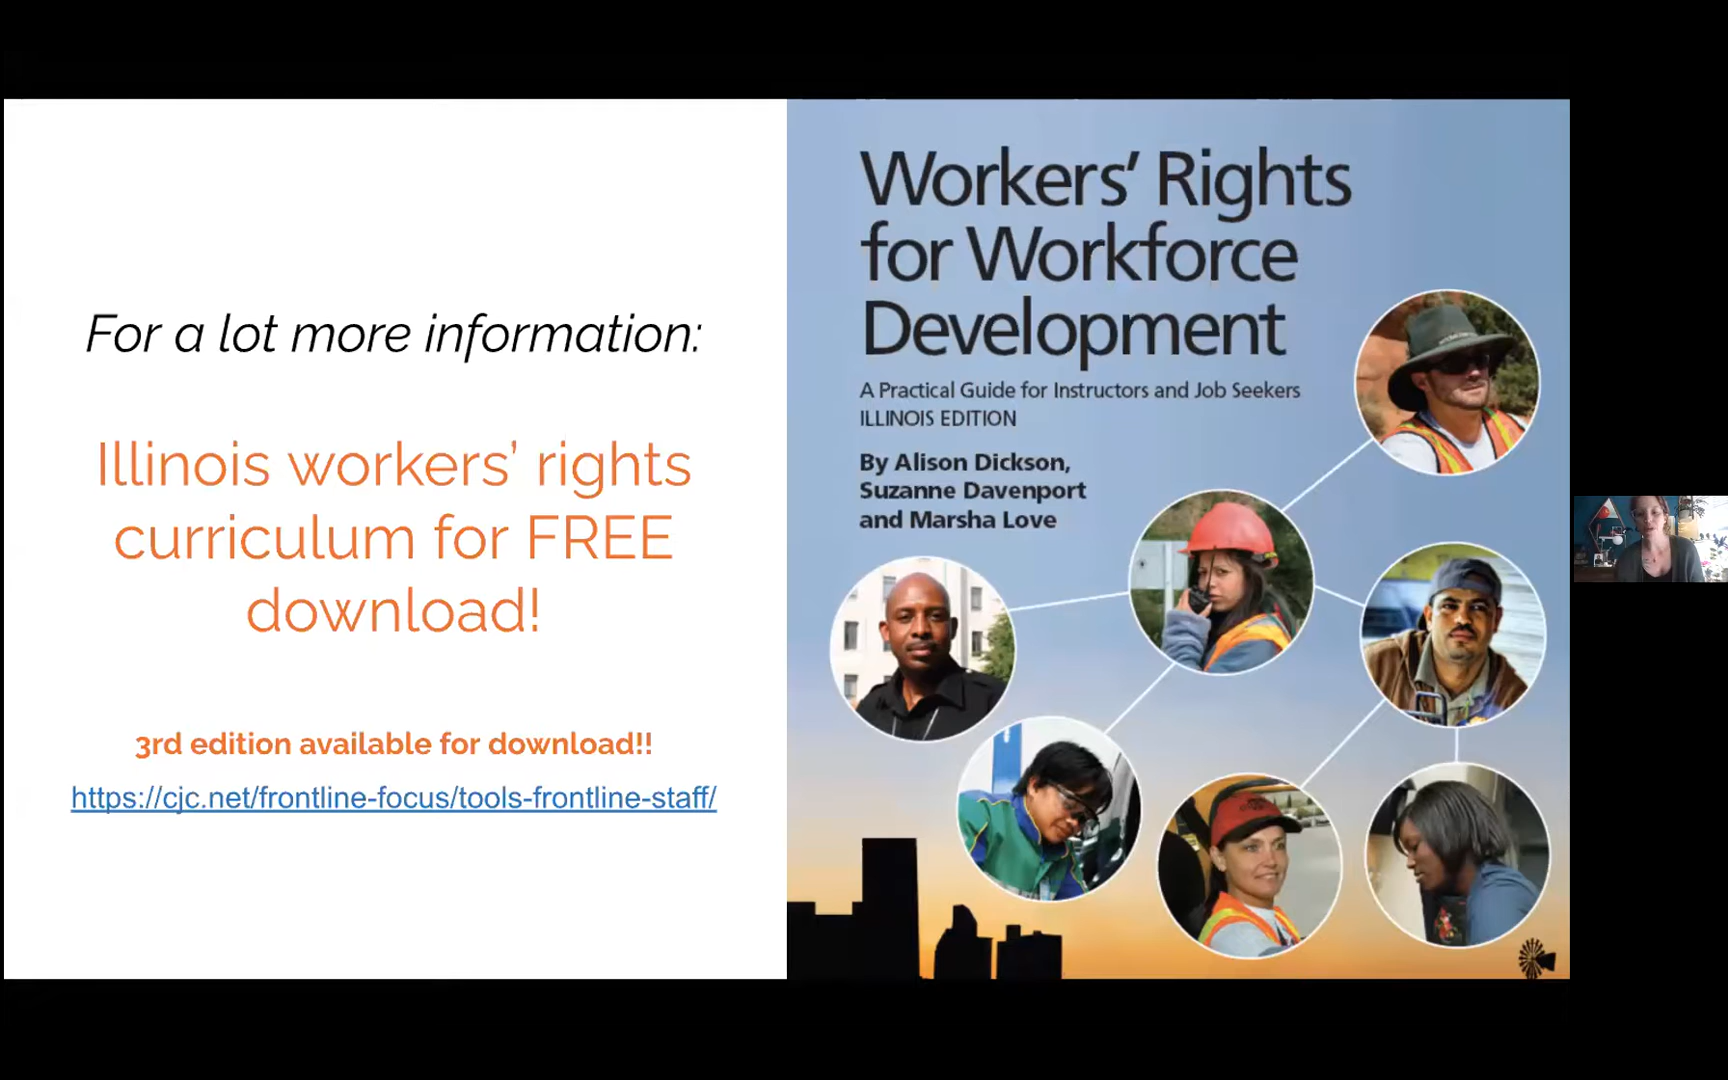 For a lot more information:
Illinois workers’ rights
curriculum for FREE
download!
3rd edition available for download!!
https://cjc.net/frontline-focus/tools-frontline-staff/
Workers’ Rights
for Workforce
Development
A Practical Guide for Instructors and Job Seekers
ILLINOIS EDITION
By Alison Dickson,
Suzanne Davenport
and Marsha Love